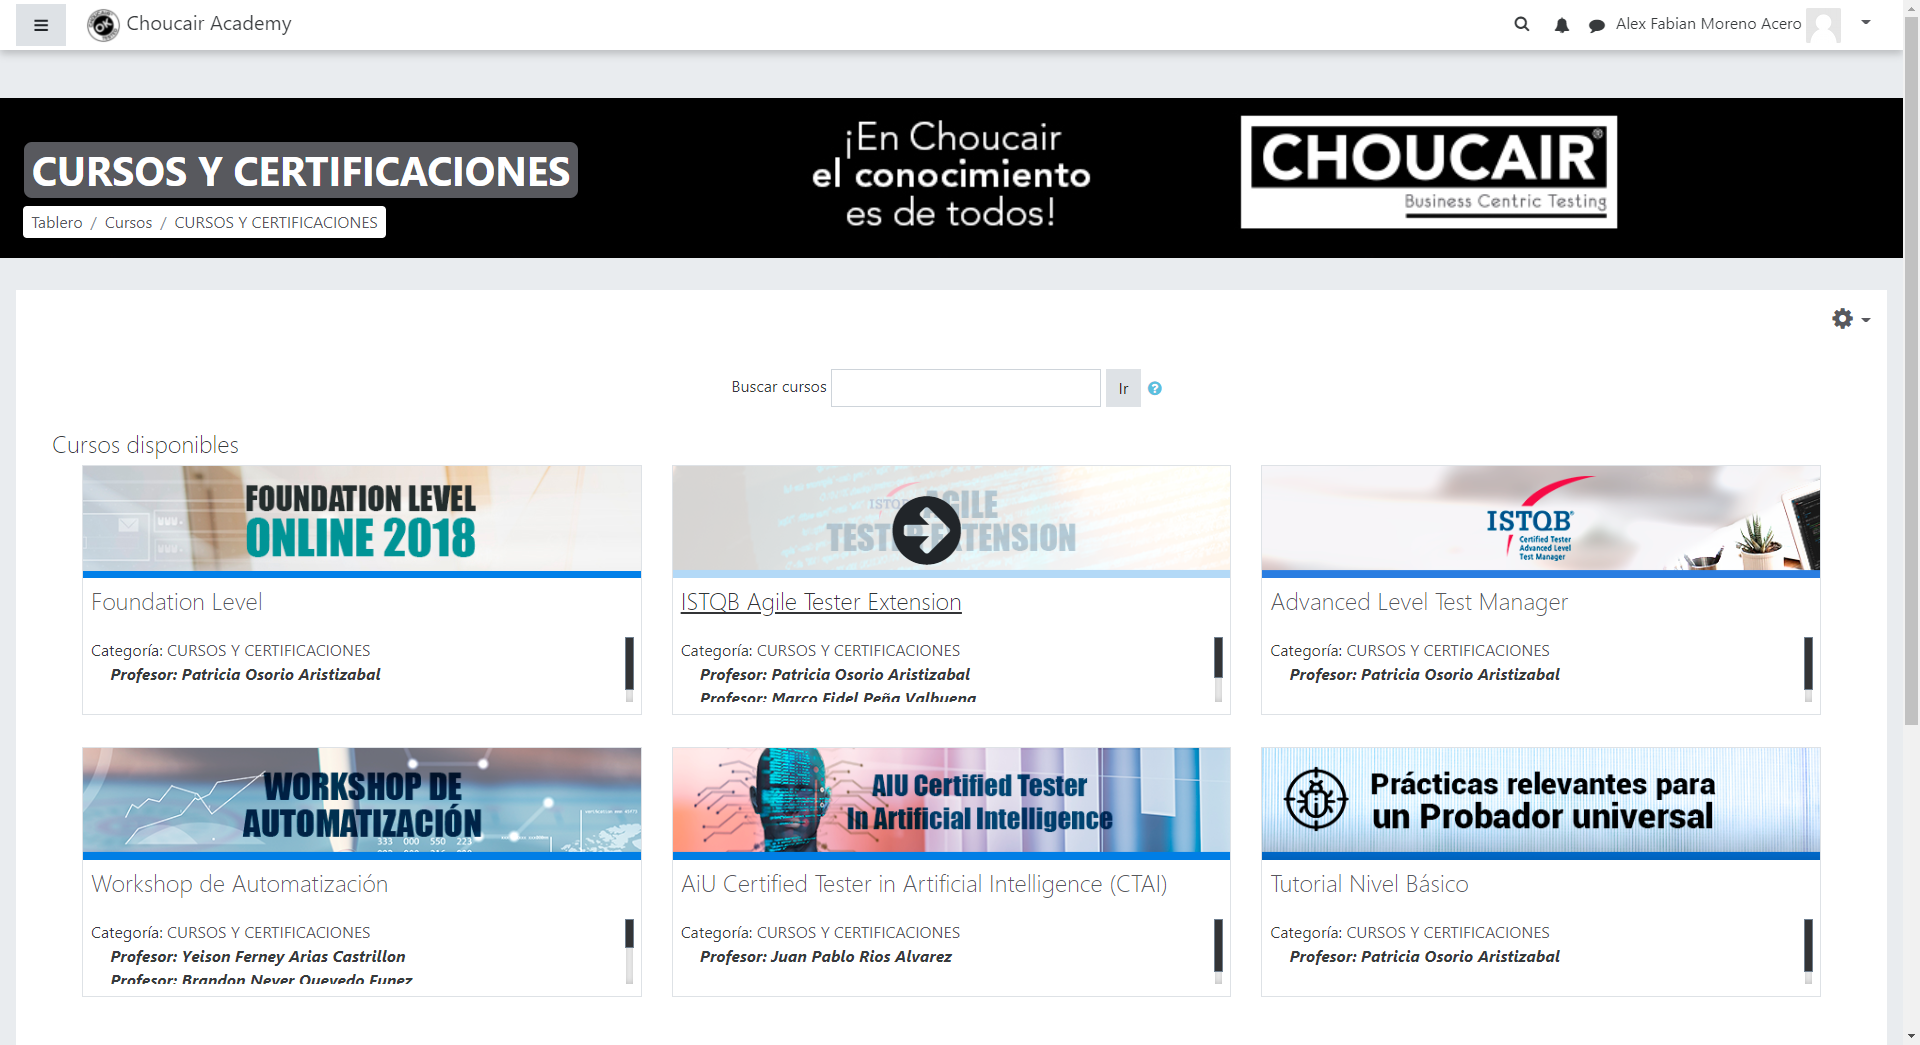 Choucair Academy
Alex Fabian Moreno Acero
CURSOS Y CERTIFICACIONES
Tablero / Cursos / CURSOS Y CERTIFICACIONES
¡En Choucair
el conocimiento
es de todos!
CHOUCAIR®
Business Centric Testing
Buscar cursos
Ir
Cursos disponibles
FOUNDATION LEVEL
ONLINE 2018
Foundation Level
Categoría: CURSOS Y CERTIFICACIONES
Profesor: Patricia Osorio Aristizabal
ISTQB AGILE
TESTER EXTENSION
ISTQB Agile Tester Extension
Categoría: CURSOS Y CERTIFICACIONES
Profesor: Patricia Osorio Aristizabal
Profesor: Marco Fidel Peña Valbuena
ISTQB®
Certified Tester
Advanced Level
Test Manager
Advanced Level Test Manager
Categoría: CURSOS Y CERTIFICACIONES
Profesor: Patricia Osorio Aristizabal
WORKSHOP DE
AUTOMATIZACIÓN
333 000 550 223
Workshop de Automatización
Categoría: CURSOS Y CERTIFICACIONES
Profesor: Yeison Ferney Arias Castrillon
Profesor: Brandon Never Quevedo Funez
AIU Certified Tester
In Artificial Intelligence
AiU Certified Tester in Artificial Intelligence (CTAI)
Categoría: CURSOS Y CERTIFICACIONES
Profesor: Juan Pablo Rios Alvarez
Prácticas relevantes para
un Probador universal
Tutorial Nivel Básico
Categoría: CURSOS Y CERTIFICACIONES
Profesor: Patricia Osorio Aristizabal